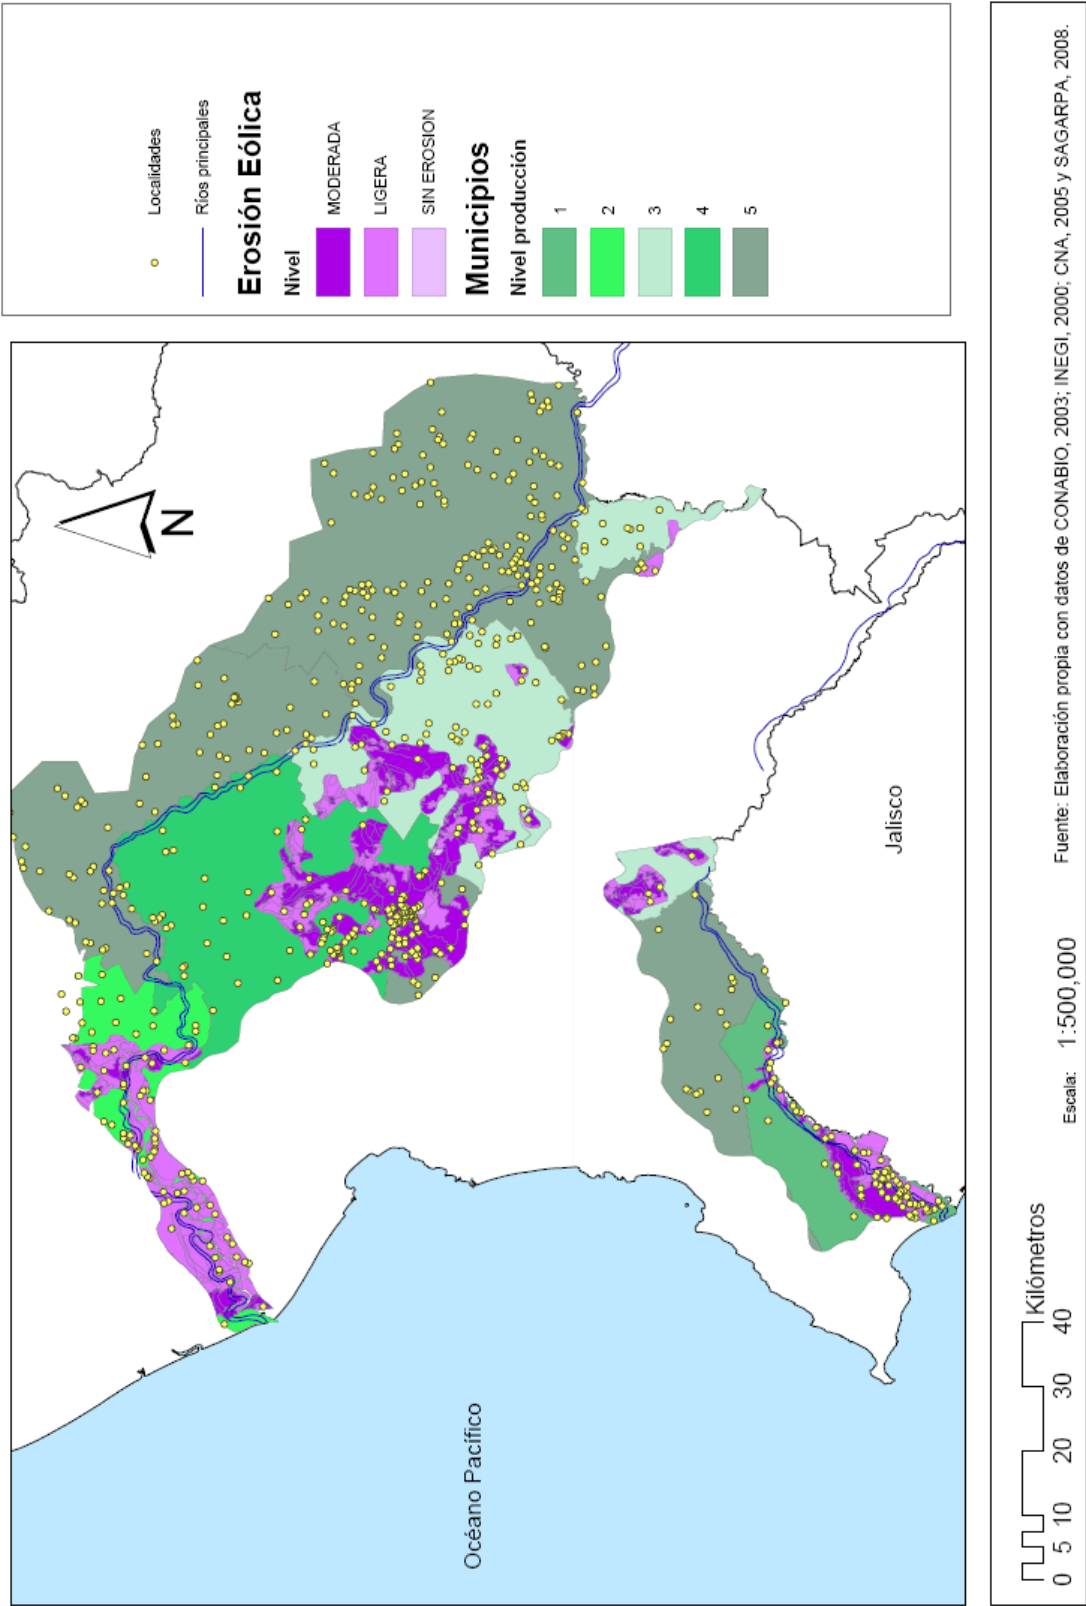 Localidades
Ríos principales
Erosión Eólica
Nivel
MODERADA
LIGERA
SIN EROSION
Municipios
Nivel producción
1
2
3
4
5
N
Jalisco
Océano Pacífico
0 5 10 20 30 40
Kilómetros
Escala: 1:500,000
Fuente: Elaboración propia con datos de CONABIO, 2003; INEGI, 2000; CNA, 2005 y SAGARPA, 2008.